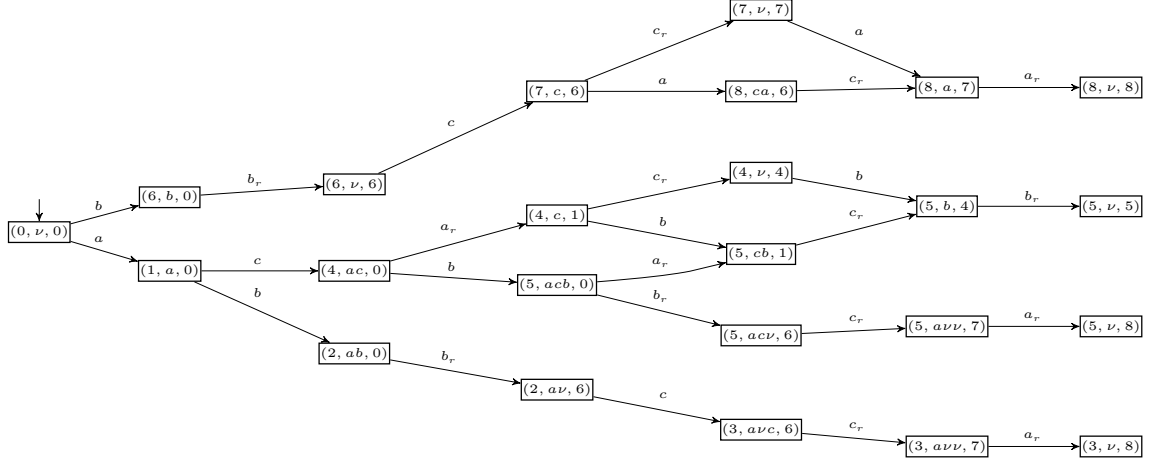 (7, ν, 7)
c_r
a
(7, c, 6)
a
(8, ca, 6)
c_r
(8, a, 7)
a_r
(8, ν, 8)
c
(6, b, 0)
b_r
(6, ν, 6)
c_r
(4, ν, 4)
b
b
(0, ν, 0)
a
a_r
(4, c, 1)
b
c_r
(5, b, 4)
b_r
(5, ν, 5)
(1, a, 0)
c
(4, ac, 0)
b
(5, acb, 0)
a_r
(5, cb, 1)
b
b_r
(5, acν, 6)
c_r
(5, aνν, 7)
a_r
(5, ν, 8)
(2, ab, 0)
b_r
(2, aν, 6)
c
(3, aνc, 6)
c_r
(3, aνν, 7)
a_r
(3, ν, 8)